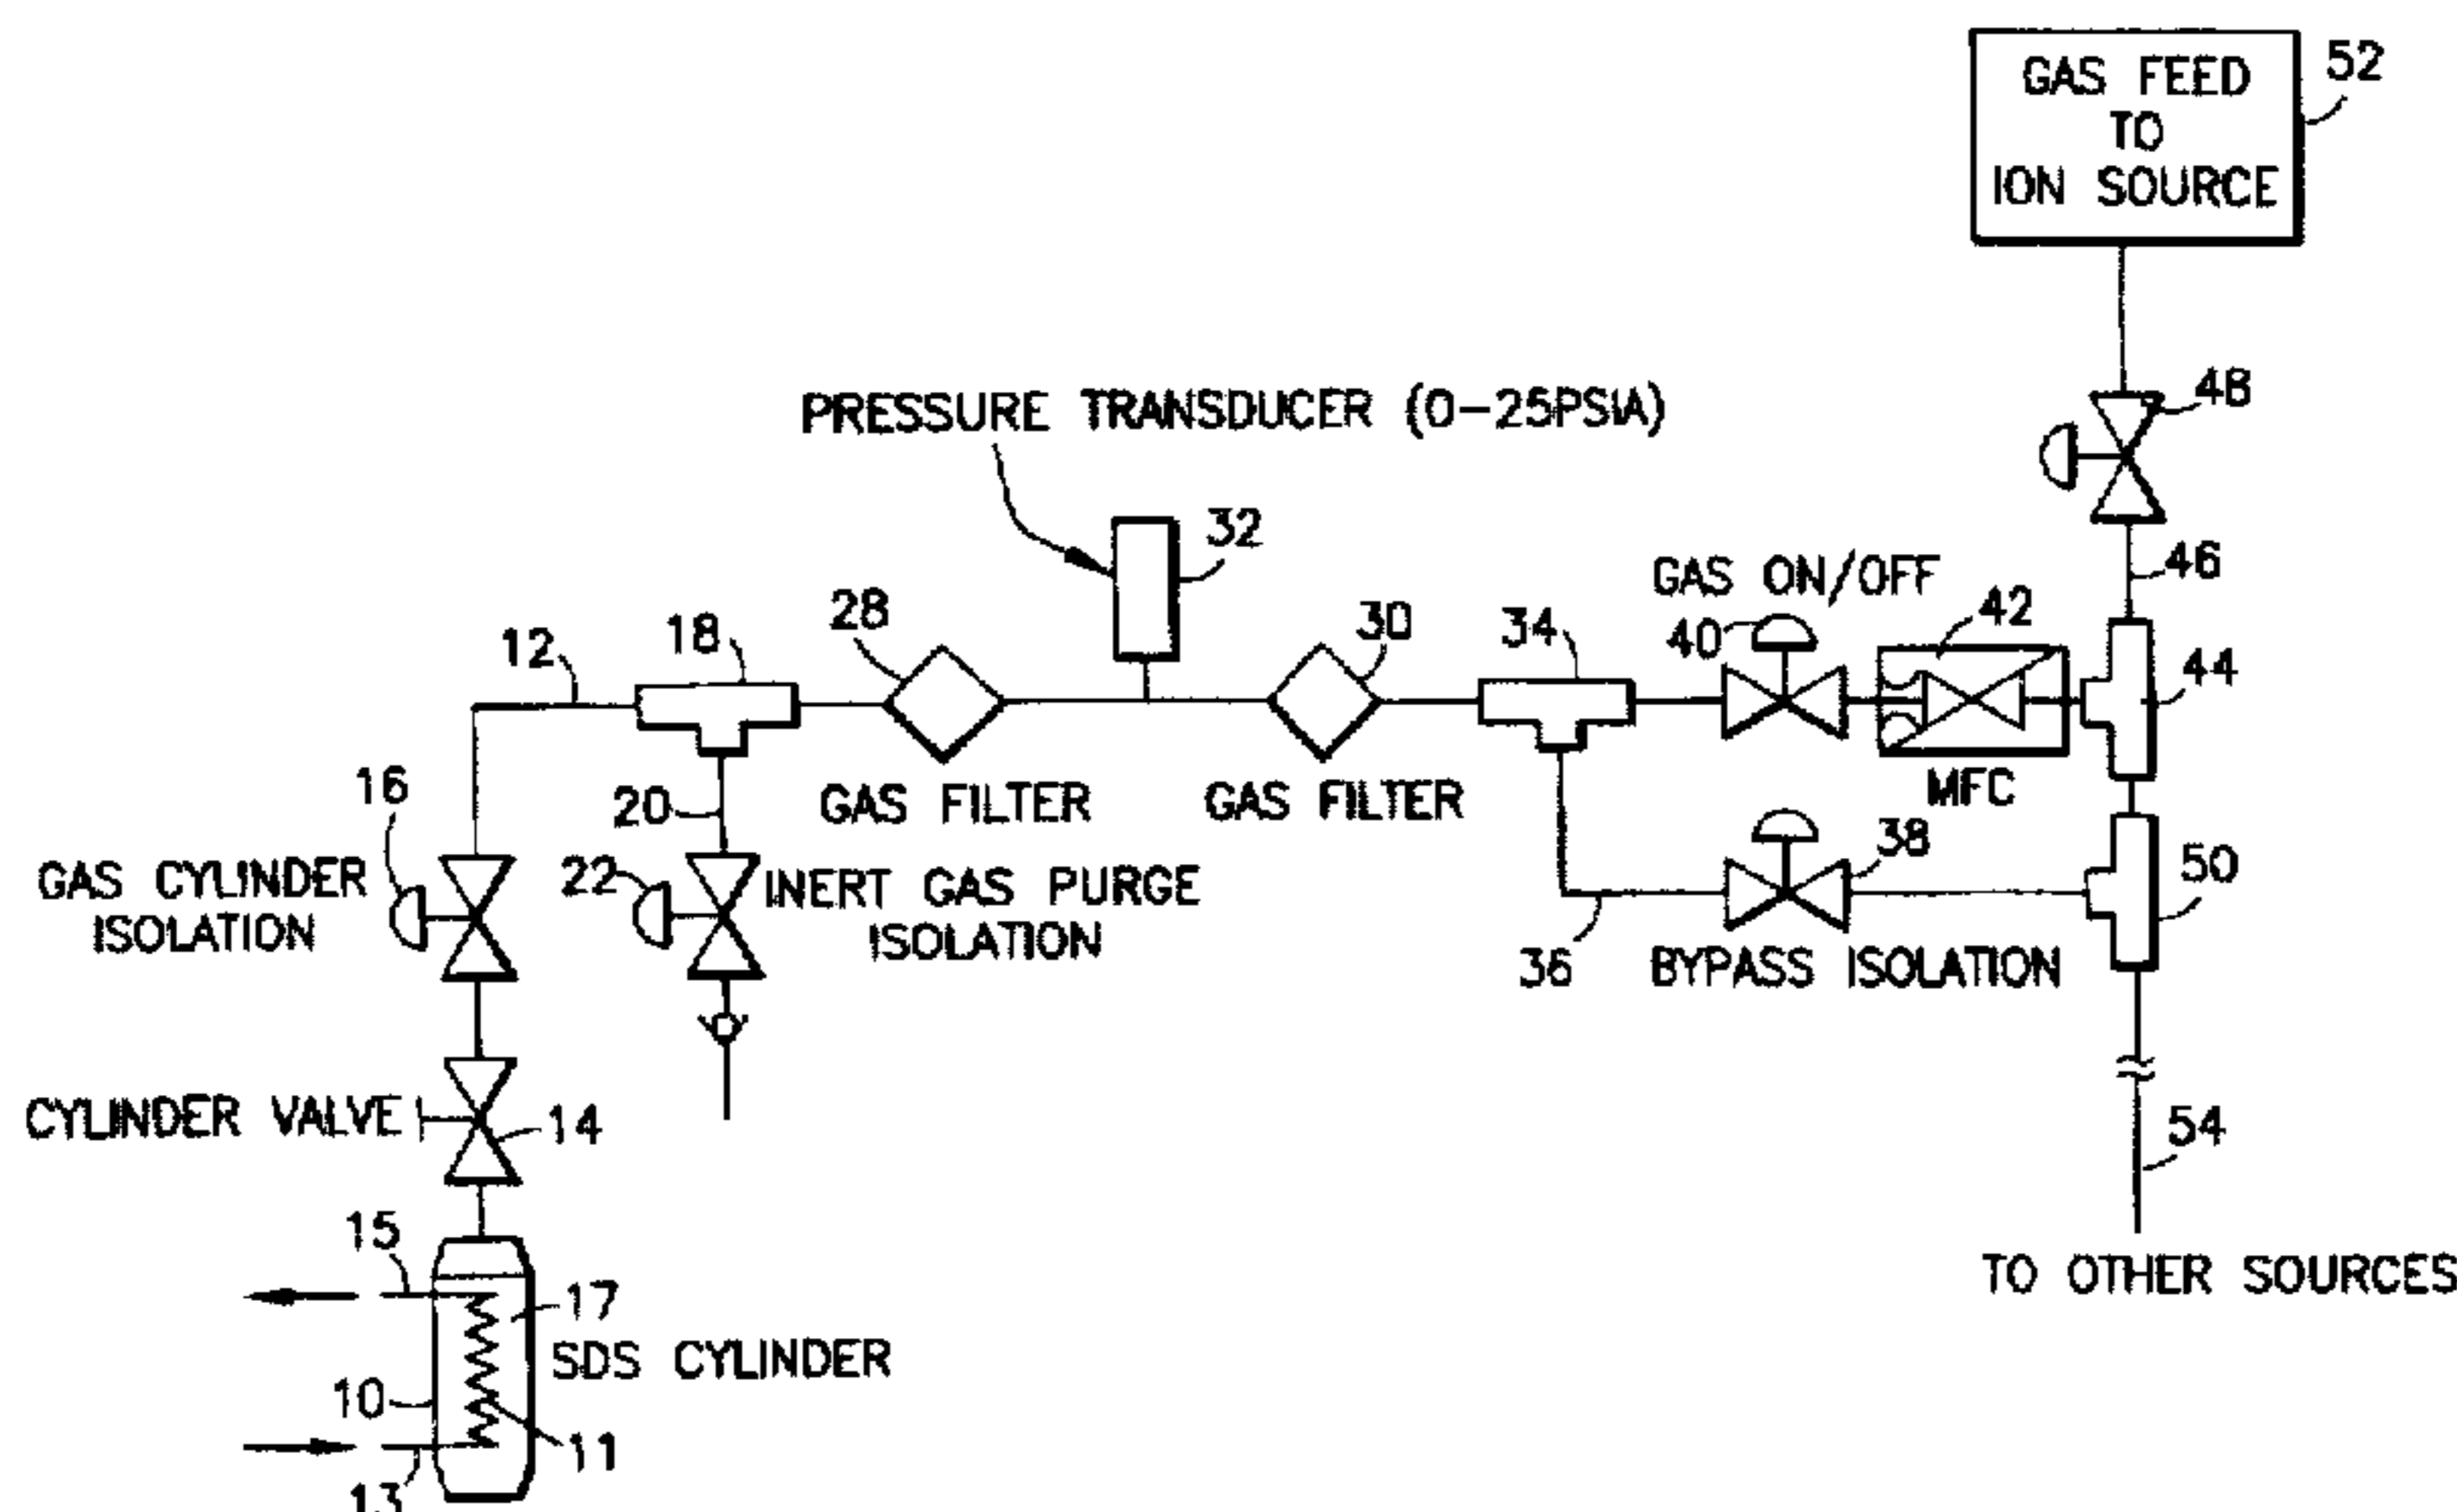 GAS FEED
TO
ION SOURCE
52
48
PRESSURE TRANSDUCER (0-25PSIA)
32
46
GAS ON/OFF
12
18
28
30
34
40
42
44
16
20
GAS FILTER
GAS FILTER
MFC
GAS CYLINDER
ISOLATION
22
INERT GAS PURGE
ISOLATION
38
50
36
BYPASS ISOLATION
CYLINDER VALVE
14
54
15
17
TO OTHER SOURCES
SDS CYLINDER
10
11
13